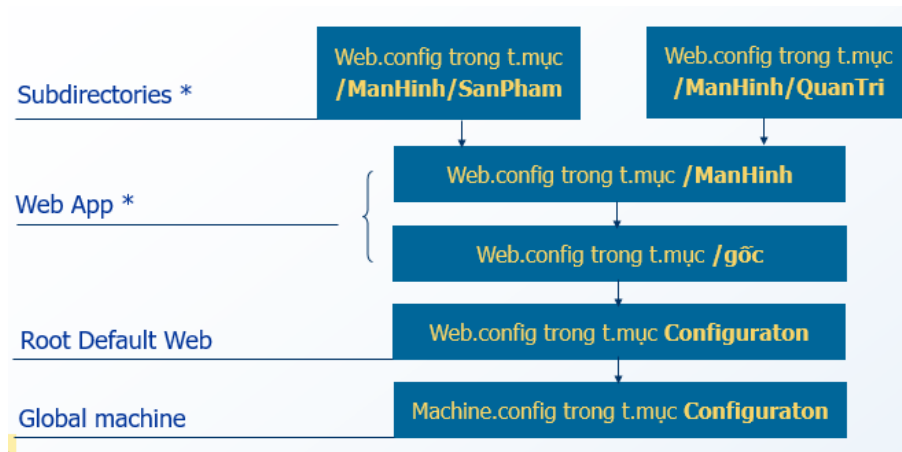 Web.config trong t.mục
/ManHinh/SanPham
Web.config trong t.mục
/ManHinh/QuanTri
Subdirectories *
Web.config trong t.mục /ManHinh
Web App *
Web.config trong t.mục /gốc
Root Default Web
Web.config trong t.mục Configuraton
Global machine
Machine.config trong t.mục Configuraton